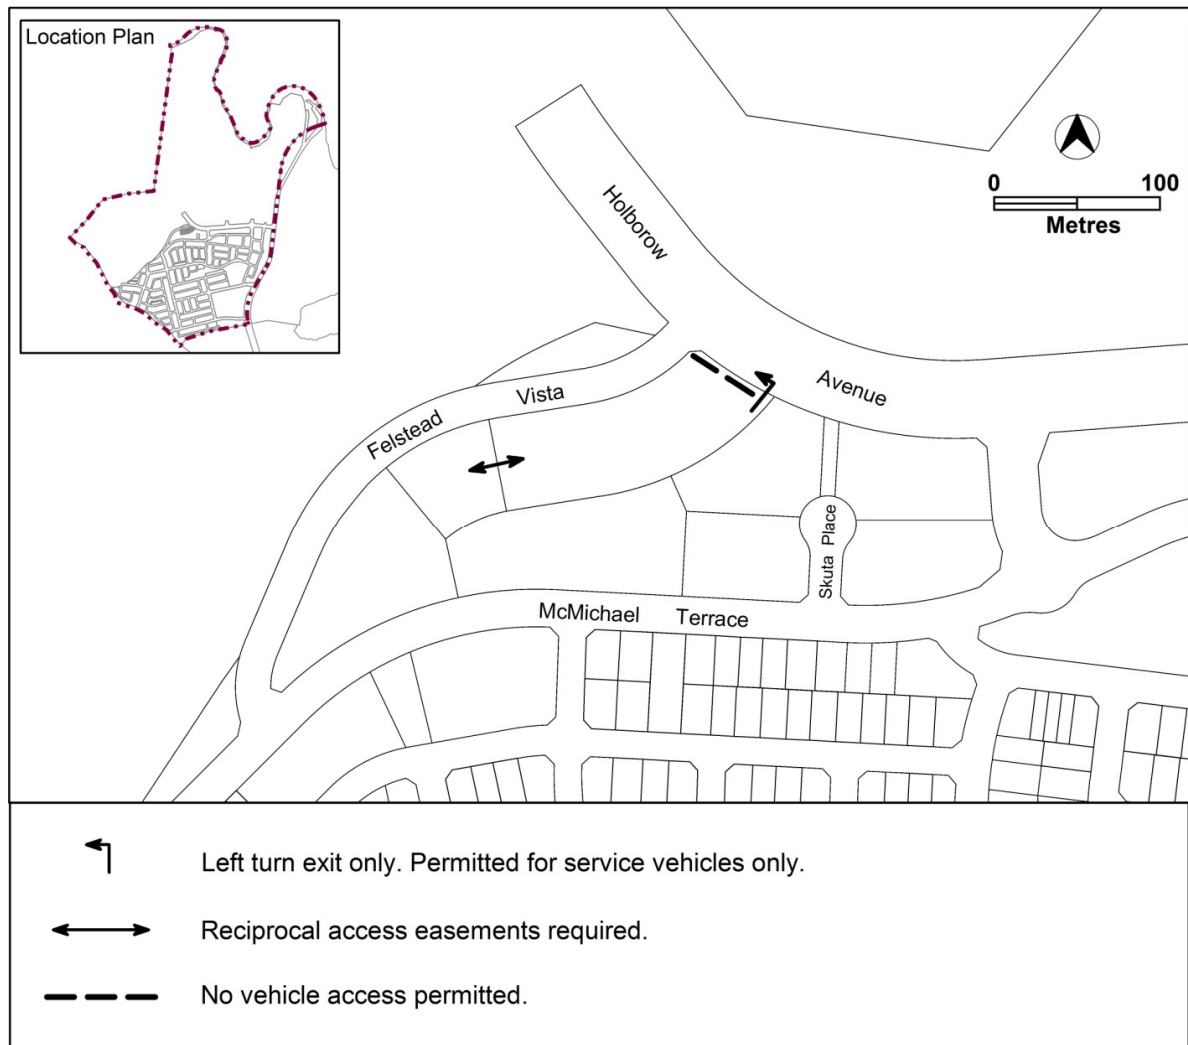 Location Plan
0 100
Metres
Holborow
Avenue
Felstead
Vista
Skuta Place
McMichael Terrace
Left turn exit only. Permitted for service vehicles only.
Reciprocal access easements required.
No vehicle access permitted.